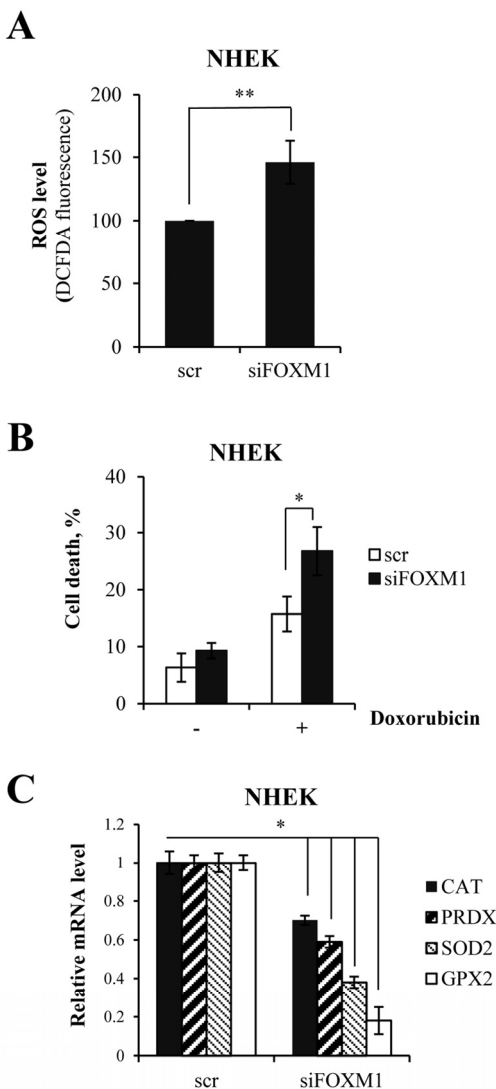 A
NHEK
ROS level
(DCFDA fluorescence)
200
150
100
50
0
**
scr
siFOXM1
B
NHEK
Cell death, %
40
30
20
10
0
*
scr
siFOXM1
-
+
Doxorubicin
C
NHEK
Relative mRNA level
1.2
1
0.8
0.6
0.4
0.2
0
*
CAT
PRDX
SOD2
GPX2
scr
siFOXM1